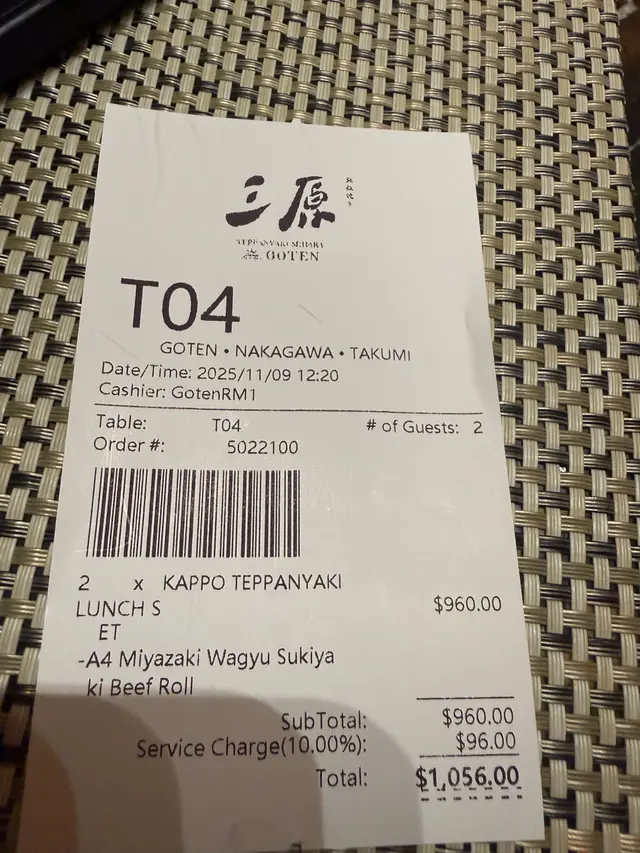 三原
TEPPANYAKI MIHARA
GOTEN
T04
GOTEN • NAKAGAWA • TAKUMI
Date/Time: 2025/11/09 12:20
Cashier: GotenRM1
Table: T04 # of Guests: 2
Order #: 5022100
2 x KAPPO TEPPANYAKI
LUNCH S $960.00
ET
-A4 Miyazaki Wagyu Sukiya
ki Beef Roll
SubTotal: $960.00
Service Charge(10.00%): $96.00
Total: $1,056.00